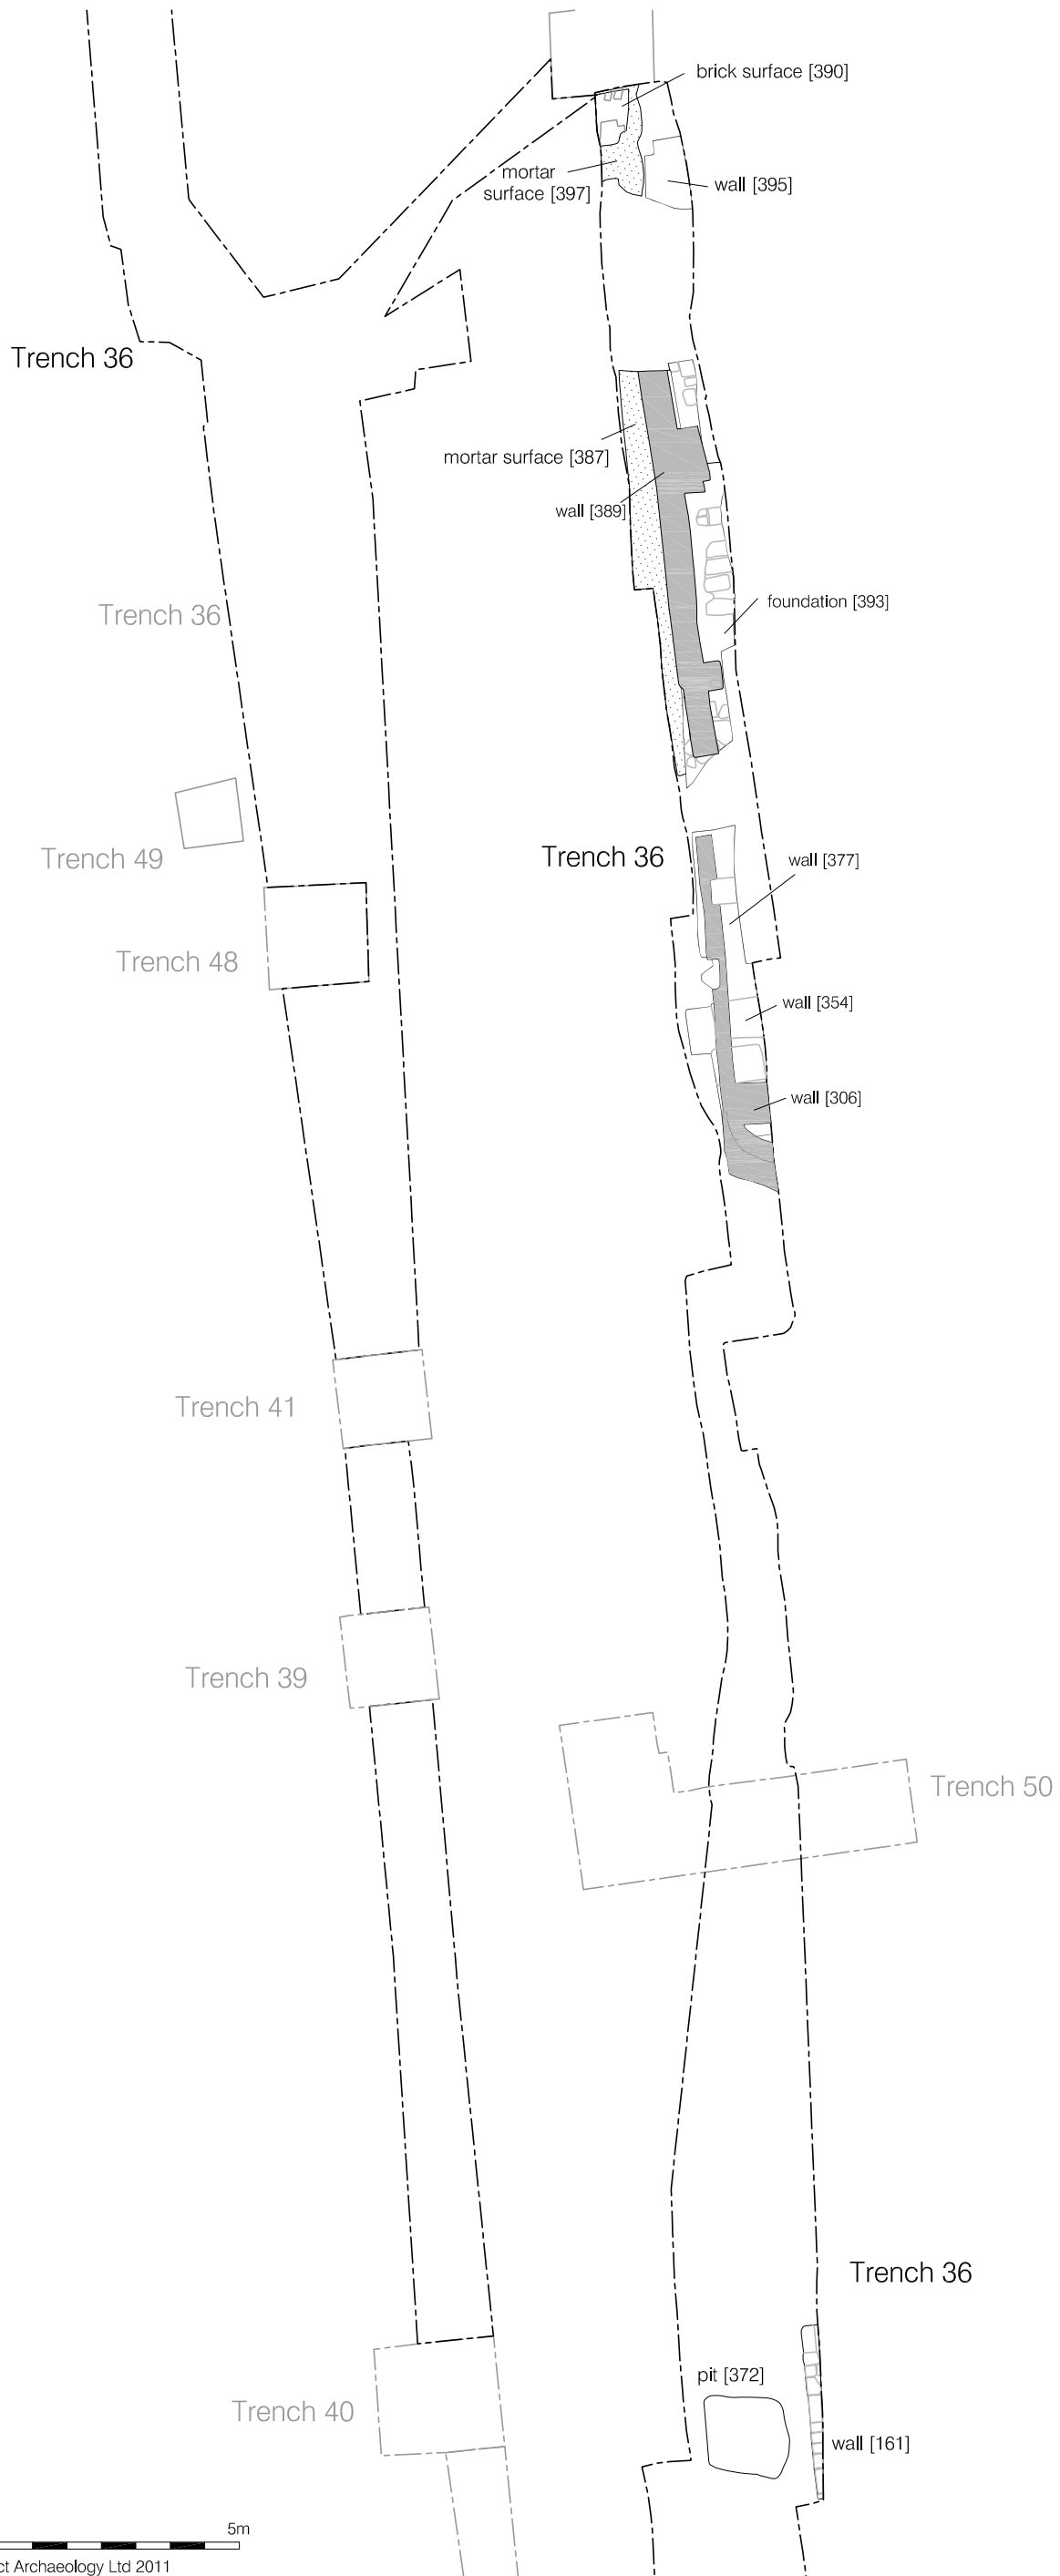 brick surface [390]
mortar
surface [397]
wall [395]
Trench 36
mortar surface [387]
wall [389]
foundation [393]
Trench 36
Trench 49
Trench 36
wall [377]
Trench 48
wall [354]
wall [306]
Trench 41
Trench 39
Trench 50
Trench 36
pit [372]
Trench 40
wall [161]
5m
ct Archaeology Ltd 2011